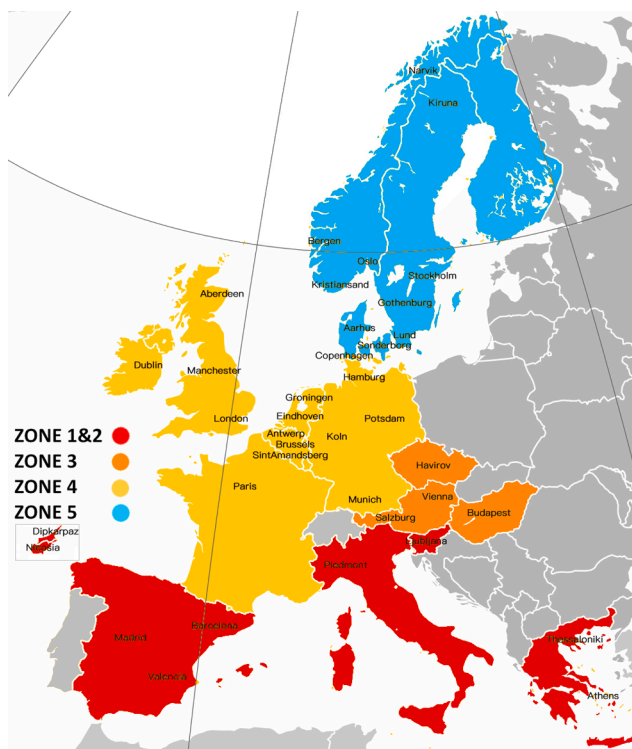 Narvik
Kiruna
Bergen
Oslo
Stockholm
Kristiansand
Gothenburg
Aberdeen
Aarhus
Lund
Sonderborg
Copenhagen
Dublin
Manchester
Hamburg
Groningen
London
Eindhoven
Potsdam
Antwerp
Koln
Brussels
SintAmandsberg
Havirov
Paris
Munich
Vienna
Salzburg
Budapest
ZONE 1&2
ZONE 3
ZONE 4
ZONE 5
Dipkarpaz
Nicosia
Ljubljana
Piedmont
Barcelona
Madrid
Thessaloniki
Valencia
Athens